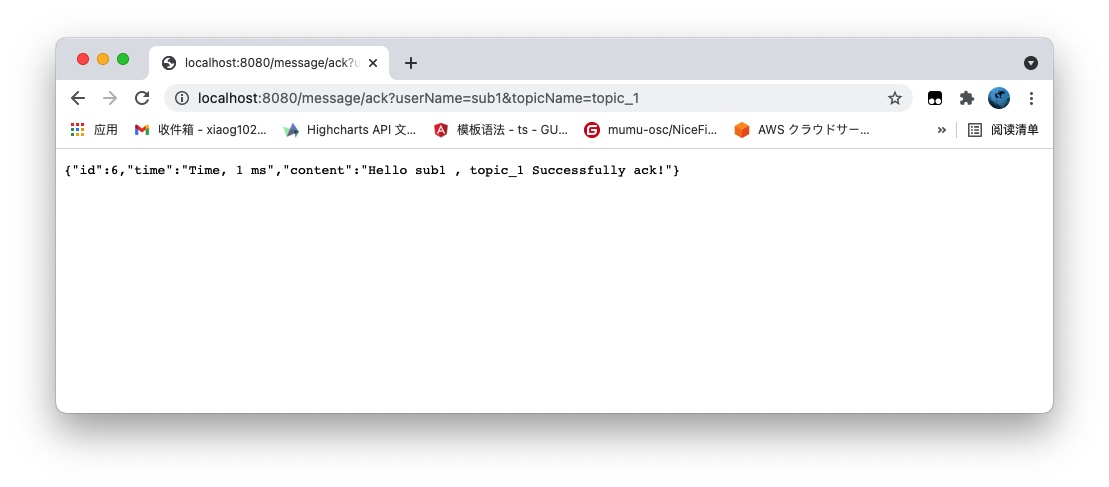 localhost:8080/message/ack?u
localhost:8080/message/ack?userName=sub1&topicName=topic_1
应用 收件箱 - xiaog102... Highcharts API 文... 模板语法 - ts - GU... mumu-osc/NiceFi... AWS クラウドサー... » 阅读清单
{"id":6,"time":"Time, 1 ms","content":"Hello sub1 , topic_1 Successfully ack!"}